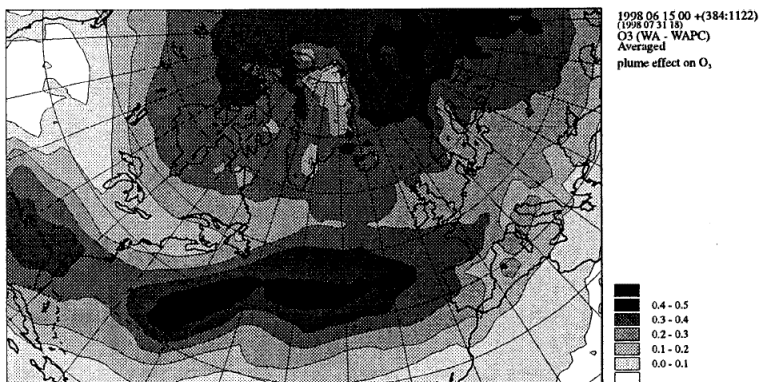 1998 06 15 00 +(384:1122)
(1998 07 31 18)
O3 (WA - WAPC)
Averaged
plume effect on O₃
0.4 - 0.5
0.3 - 0.4
0.2 - 0.3
0.1 - 0.2
0.0 - 0.1